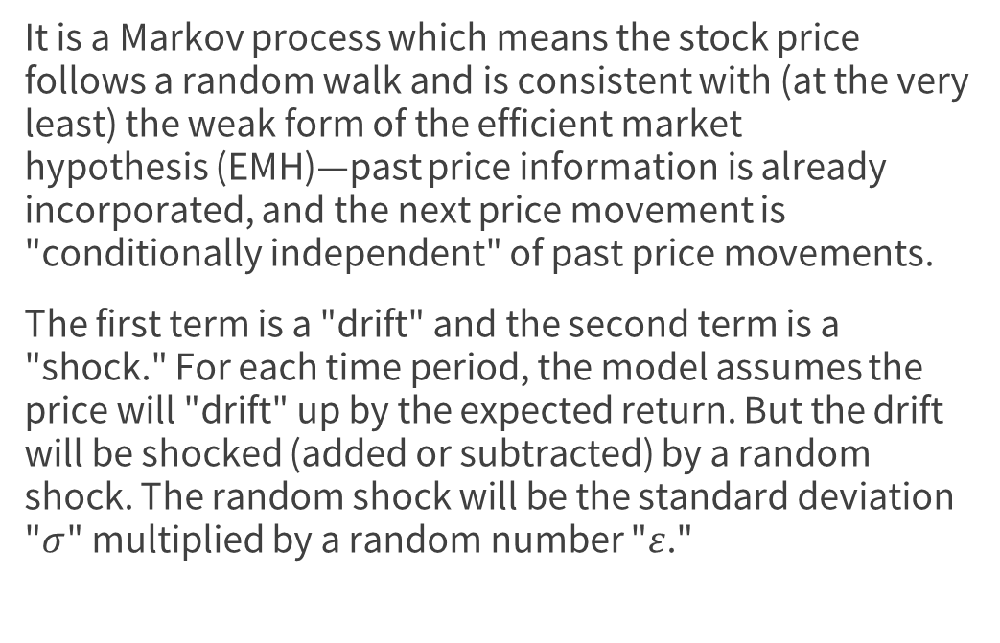 It is a Markov process which means the stock price
follows a random walk and is consistent with (at the very
least) the weak form of the efficient market
hypothesis (EMH)—past price information is already
incorporated, and the next price movement is
"conditionally independent" of past price movements.
The first term is a "drift" and the second term is a
"shock." For each time period, the model assumes the
price will "drift" up by the expected return. But the drift
will be shocked (added or subtracted) by a random
shock. The random shock will be the standard deviation
"σ" multiplied by a random number "ε."